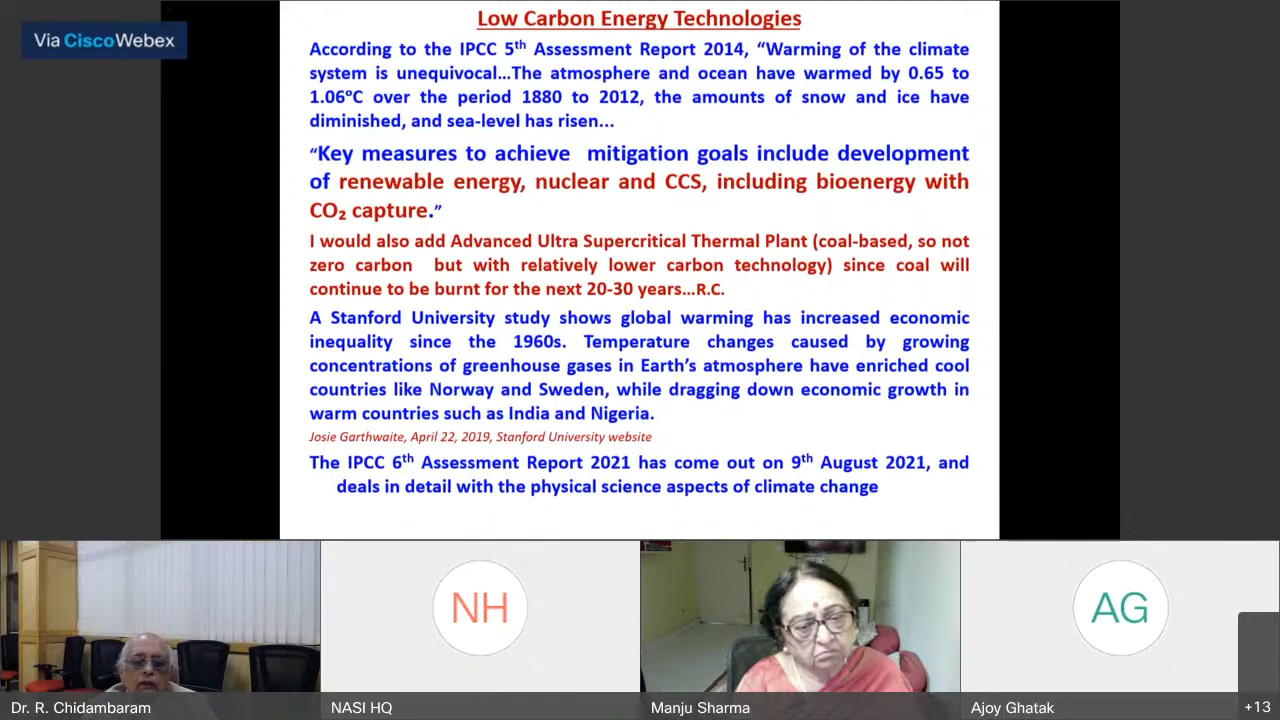 Via CiscoWebex
Low Carbon Energy Technologies
According to the IPCC 5th Assessment Report 2014, “Warming of the climate
system is unequivocal…The atmosphere and ocean have warmed by 0.65 to
1.06°C over the period 1880 to 2012, the amounts of snow and ice have
diminished, and sea-level has risen...
“Key measures to achieve mitigation goals include development
of renewable energy, nuclear and CCS, including bioenergy with
CO₂ capture.”
I would also add Advanced Ultra Supercritical Thermal Plant (coal-based, so not
zero carbon but with relatively lower carbon technology) since coal will
continue to be burnt for the next 20-30 years…R.C.
A Stanford University study shows global warming has increased economic
inequality since the 1960s. Temperature changes caused by growing
concentrations of greenhouse gases in Earth’s atmosphere have enriched cool
countries like Norway and Sweden, while dragging down economic growth in
warm countries such as India and Nigeria.
Josie Garthwaite, April 22, 2019, Stanford University website
The IPCC 6th Assessment Report 2021 has come out on 9th August 2021, and
deals in detail with the physical science aspects of climate change
NH
AG
Dr. R. Chidambaram
NASI HQ
Manju Sharma
Ajoy Ghatak
+13